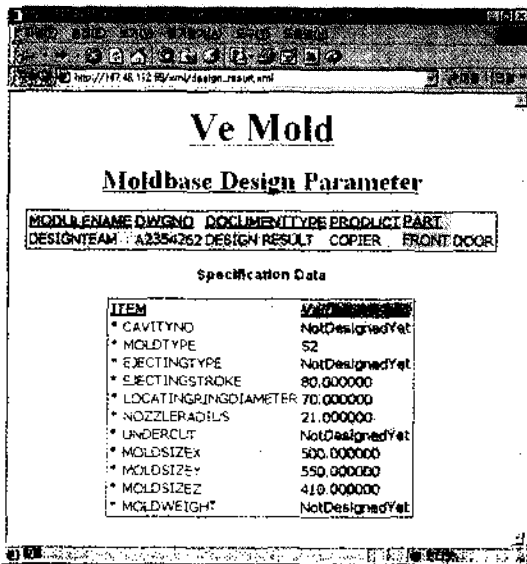 Ve Mold
Moldbase Design Parameter
MODULENAME DWGNO DOCUMENTTYPE PRODUCT PART
DESIGNTEAM A2354262 DESIGN RESULT COPIER FRONT DOOR
Specification Data
ITEM
* CAVITYNO NotDesignedYet
* MOLDTYPE S2
* EJECTINGTYPE NotDesignedYet
* EJECTINGSTROKE 80.000000
* LOCATINGRINGDIAMETER 70.000000
* NOZZLERADIUS 21.000000
* UNDERCUT NotDesignedYet
* MOLDSIZEX 500.000000
* MOLDSIZEY 550.000000
* MOLDSIZEZ 410.000000
* MOLDWEIGHT NotDesignedYet